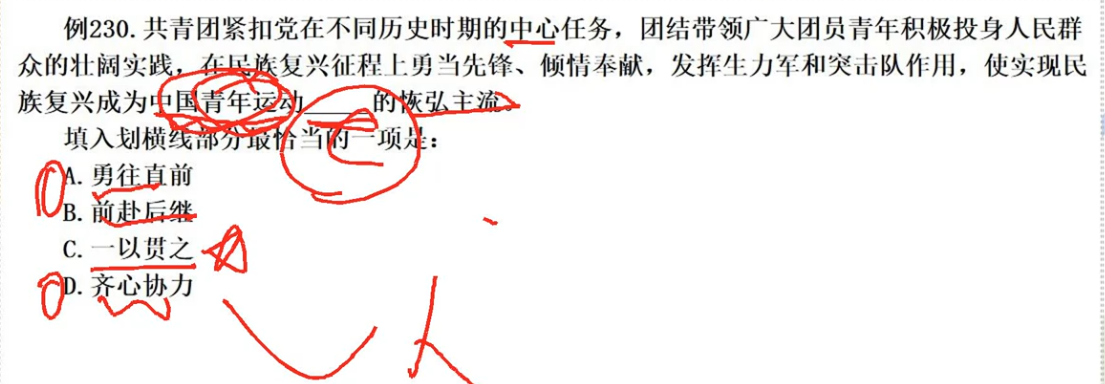 例230.共青团紧扣党在不同历史时期的中心任务，团结带领广大团员青年积极投身人民群
众的壮阔实践，在民族复兴征程上勇当先锋、倾情奉献，发挥生力军和突击队作用，使实现民
族复兴成为中国青年运动_____的恢弘主流。
填入划横线部分最恰当的一项是：
A.勇往直前
B.前赴后继
C.一以贯之
D.齐心协力